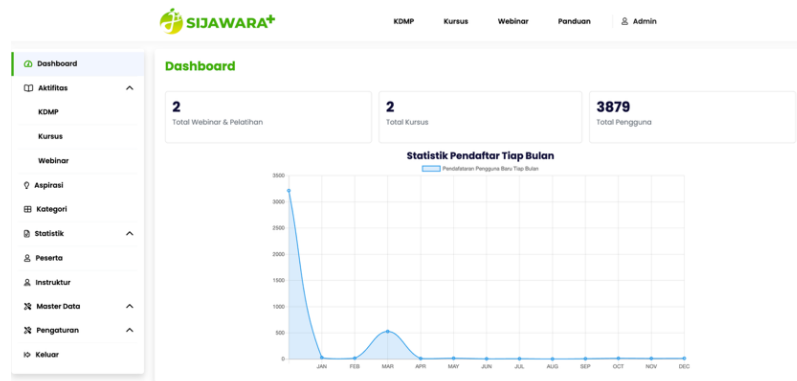 SIJAWARA+
KDMP Kursus Webinar Panduan Admin
Dashboard
Aktifitas
KDMP
Kursus
Webinar
Aspirasi
Kategori
Statistik
Peserta
Instruktur
Master Data
Pengaturan
Keluar
Dashboard
2
Total Webinar & Pelatihan
2
Total Kursus
3879
Total Pengguna
Statistik Pendaftar Tiap Bulan
Pendafataran Pengguna Baru Tiap Bulan
3500
3000
2500
2000
1500
1000
500
0
JAN FEB MAR APR MAY JUN JUL AUG SEP OCT NOV DEC